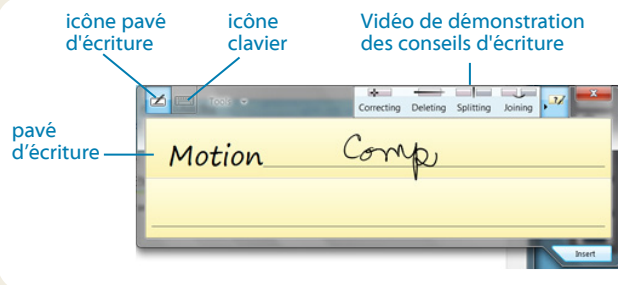 icône pavé d'écriture
icône clavier
Vidéo de démonstration des conseils d'écriture
Tools
Correcting Deleting Splitting Joining
pavé d’écriture
Motion Comp
Insert